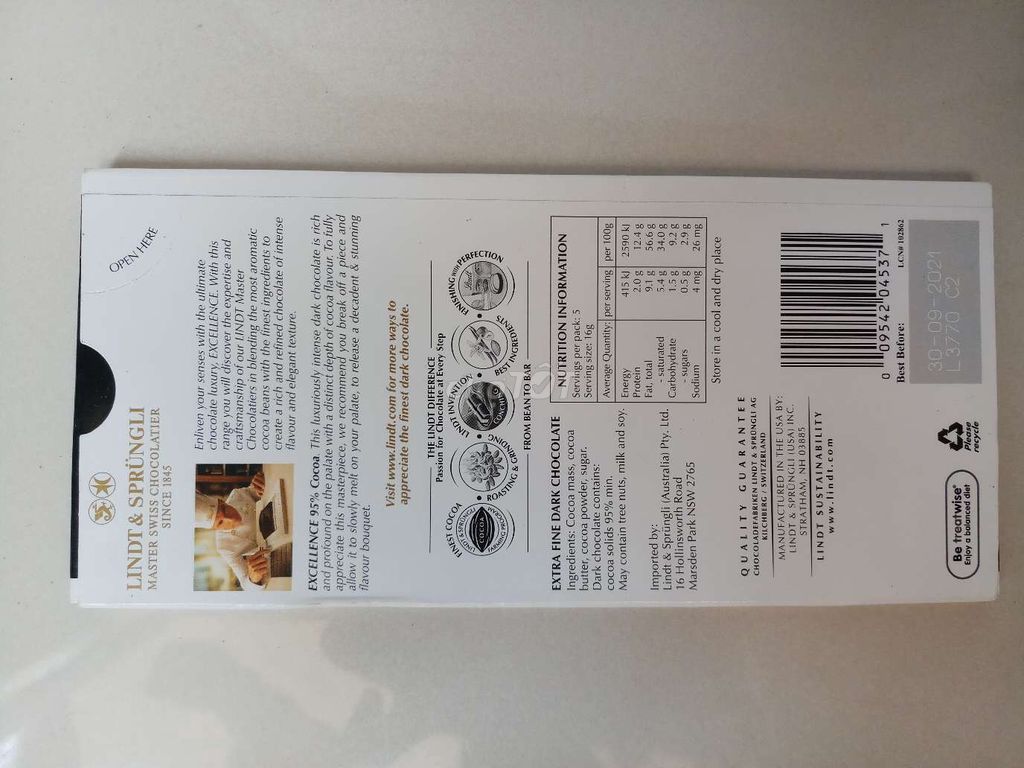 OPEN HERE
LINDT & SPRÜNGLI
MASTER SWISS CHOCOLATIER
SINCE 1845
Enliven your senses with the ultimate
chocolate luxury, EXCELLENCE. With this
range you will discover the expertise and
craftsmanship of our LINDT Master
Chocolatiers in blending the most aromatic
cocoa beans with the finest ingredients to
create a rich and refined chocolate of intense
flavour and elegant texture.
EXCELLENCE 95% Cocoa. This luxuriously intense dark chocolate is rich
and profound on the palate with a distinct depth of cocoa flavour. To fully
appreciate this masterpiece, we recommend you break off a piece and
allow it to slowly melt on your palate, to release a decadent & stunning
flavour bouquet.
Visit www.lindt.com for more ways to
appreciate the finest dark chocolate.
THE LINDT DIFFERENCE
Passion for Chocolate at Every Step
FINEST COCOA • ROASTING & GRINDING • LINDT INVENTION • BEST INGREDIENTS • FINISHING with PERFECTION
LINDT & SPRÜNGLI
COCOA
FARMING PROGRAM
CONCHING
Lindt
FROM BEAN TO BAR
EXTRA FINE DARK CHOCOLATE
Ingredients: Cocoa mass, cocoa
butter, cocoa powder, sugar.
Dark chocolate contains:
cocoa solids 95% min.
May contain tree nuts, milk and soy.
Imported by:
Lindt & Sprüngli (Australia) Pty. Ltd.
16 Hollinsworth Road
Marsden Park NSW 2765
NUTRITION INFORMATION
Servings per pack: 5
Serving size: 16g
Average Quantity: per serving per 100g
Energy 415 kJ 2590 kJ
Protein 2.0 g 12.4 g
Fat, total 9.1 g 56.6 g
- saturated 5.4 g 34.0 g
Carbohydrate 1.5 g 9.2 g
- sugars 0.5 g 2.9 g
Sodium 4 mg 26 mg
Store in a cool and dry place
QUALITY GUARANTEE
CHOCOLADEFABRIKEN LINDT & SPRÜNGLI AG
KILCHBERG / SWITZERLAND
MANUFACTURED IN THE USA BY:
LINDT & SPRÜNGLI (USA) INC.
STRATHAM, NH 03885
LINDT SUSTAINABILITY
www.lindt.com
0 09542 04537 1
Best Before: LCN# 102862
30-09-2021
L3770 C2
Be treatwise®
Enjoy a balanced diet
Please
recycle